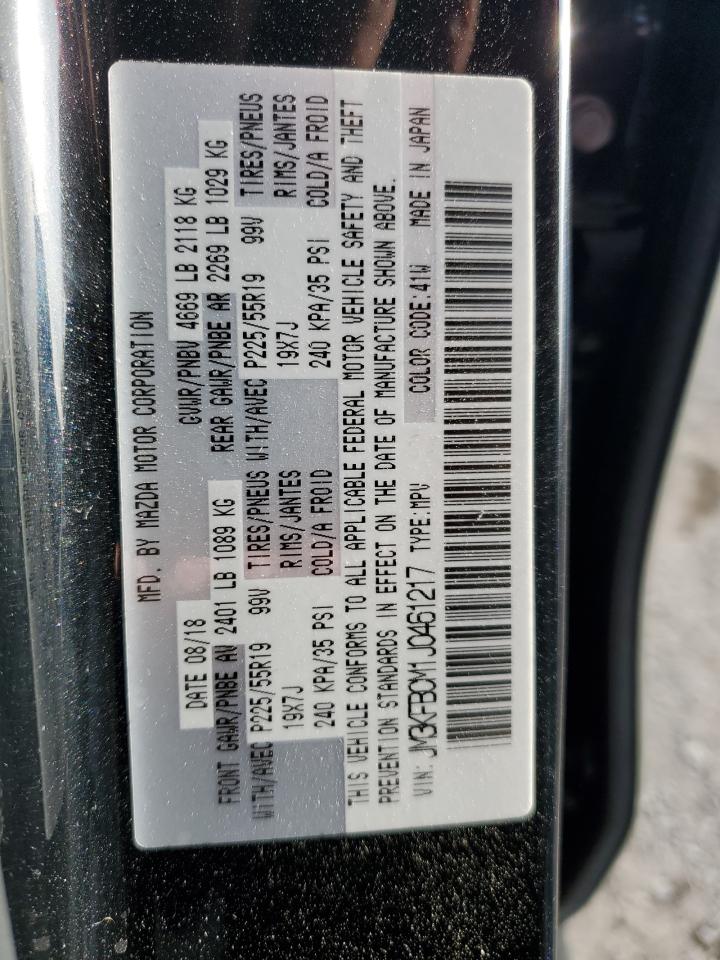 MFD. BY MAZDA MOTOR CORPORATION
DATE 08/18 GVWR/PNBV 4669 LB 2118 KG
FRONT GAWR/PNBE AV 2401 LB 1089 KG REAR GAWR/PNBE AR 2269 LB 1029 KG
WITH/AVEC P225/55R19 99V TIRES/PNEUS WITH/AVEC P225/55R19 99V TIRES/PNEUS
19X7J RIMS/JANTES 19X7J RIMS/JANTES
240 KPA/35 PSI COLD/A FROID 240 KPA/35 PSI COLD/A FROID
THIS VEHICLE CONFORMS TO ALL APPLICABLE FEDERAL MOTOR VEHICLE SAFETY AND THEFT
PREVENTION STANDARDS IN EFFECT ON THE DATE OF MANUFACTURE SHOWN ABOVE.
VIN: JM3KFBCM1J0461217 TYPE:MPV COLOR CODE:41W MADE IN JAPAN